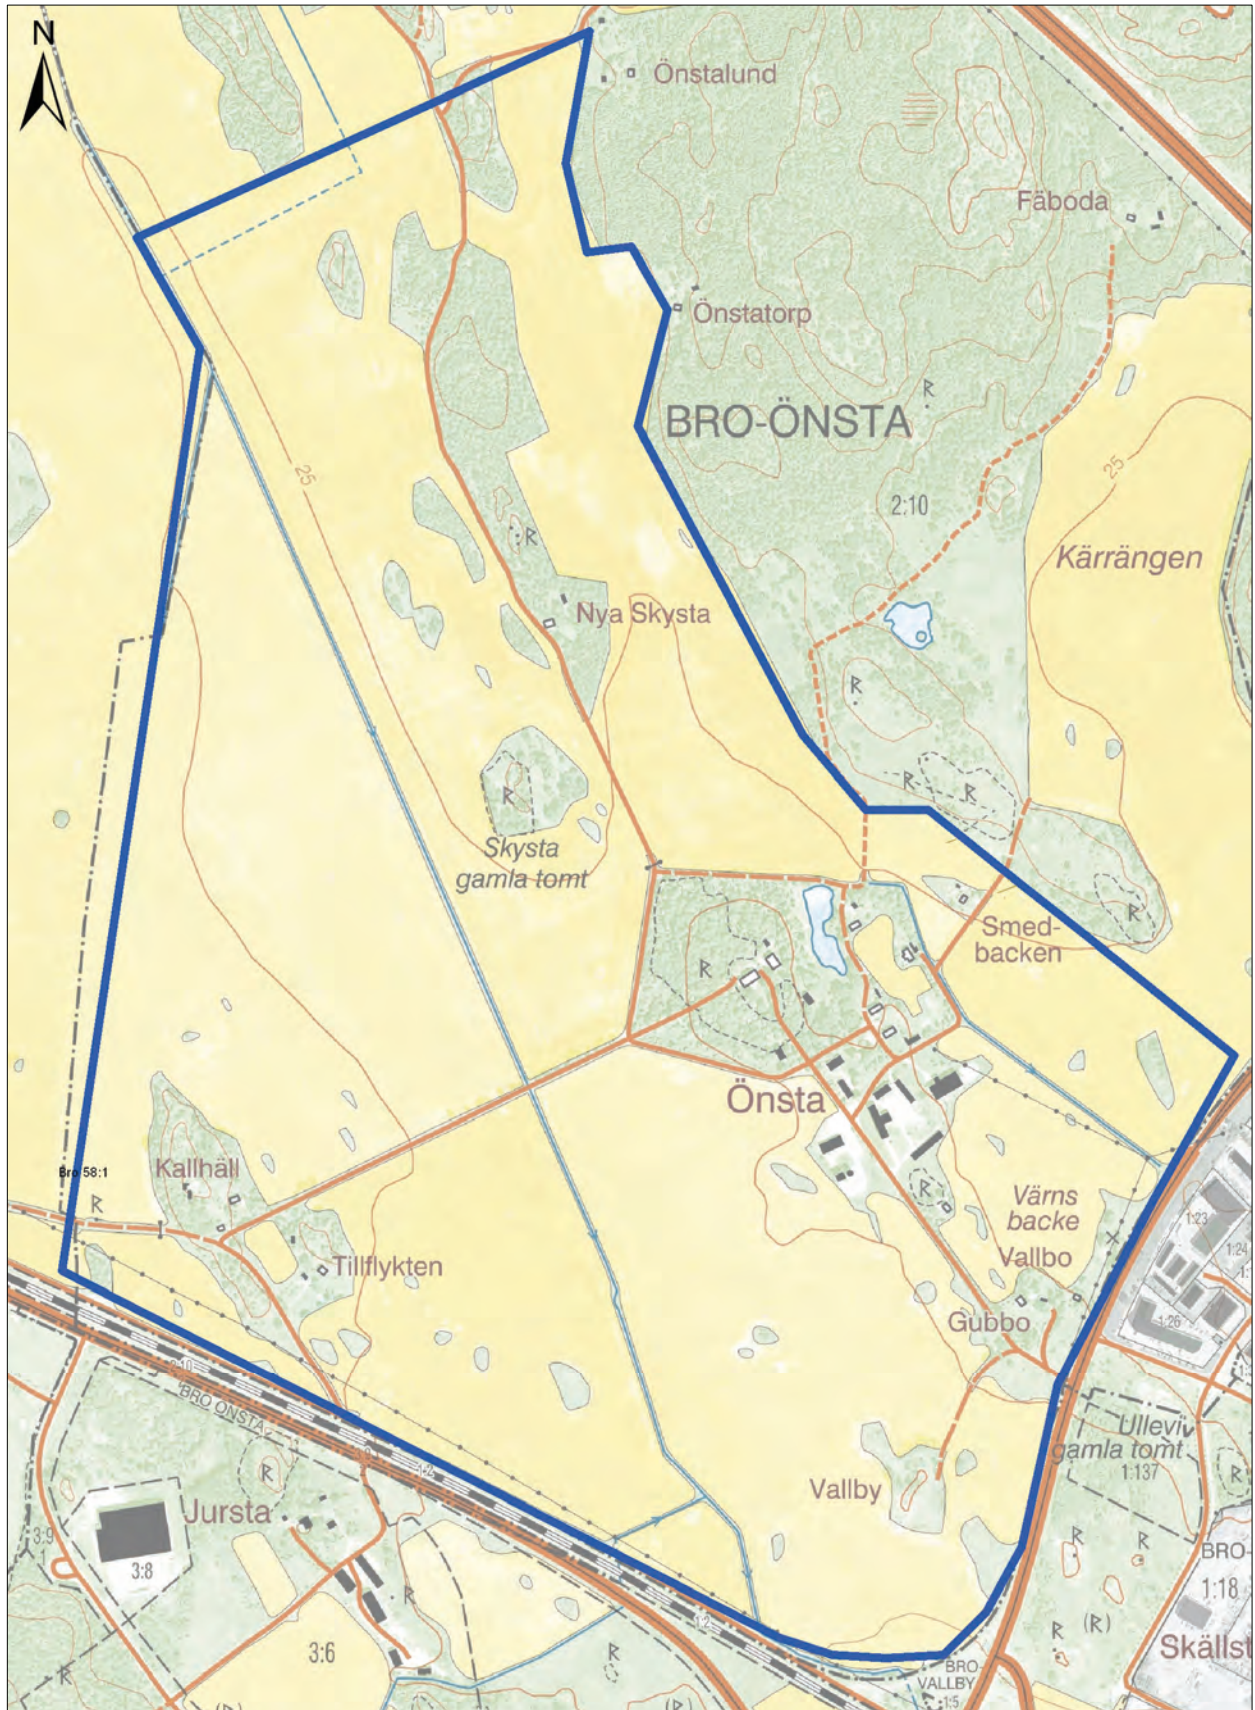 N
Önstalund
Fäboda
Önstatorp
BRO-ÖNSTA
R
25
25
2:10
Kärrängen
R
Nya Skysta
R
R
R
R
Skysta
gamla tomt
R
Smed-
backen
R
Önsta
Bro 58:1
Kallhäll
R
R
Värns
backe
Vallbo
1:23
1:24
Tillflykten
Gubbo
1:26
2:10
BRO ÖNSTA
Ullevi
gamla tomt
1:137
1:2
R
Vallby
Jursta
3:9
3:8
R
R
BRO-
1:18
R
1:2
(R)
3:6
R
R
R
Skällst
BRO-
VALLBY
1:5
(R)
(R)